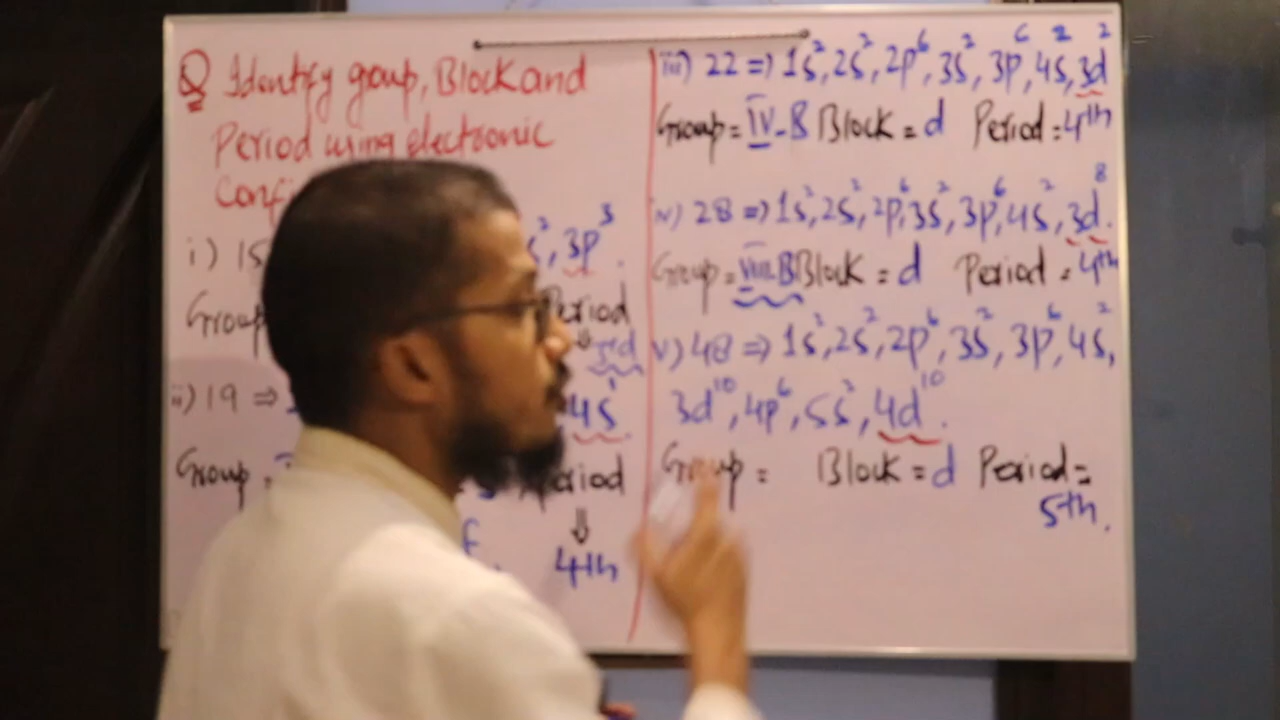 Q Identify group, Block and
Period using electronic
i) 15 3p³.
Group Period
⇓ 3rd
ii) 19 ⇒ 4s¹.
Group = Period
⇓
4th
iii) 22 ⇒ 1s², 2s², 2p⁶, 3s², 3p⁶, 4s², 3d²
Group = IV-B Block = d Period = 4th
iv) 28 ⇒ 1s², 2s², 2p⁶, 3s², 3p⁶, 4s², 3d⁸.
Group = VIII-B Block = d Period = 4th
v) 48 ⇒ 1s², 2s², 2p⁶, 3s², 3p⁶, 4s²,
3d¹⁰, 4p⁶, 5s², 4d¹⁰.
Group = Block = d Period =
5th.